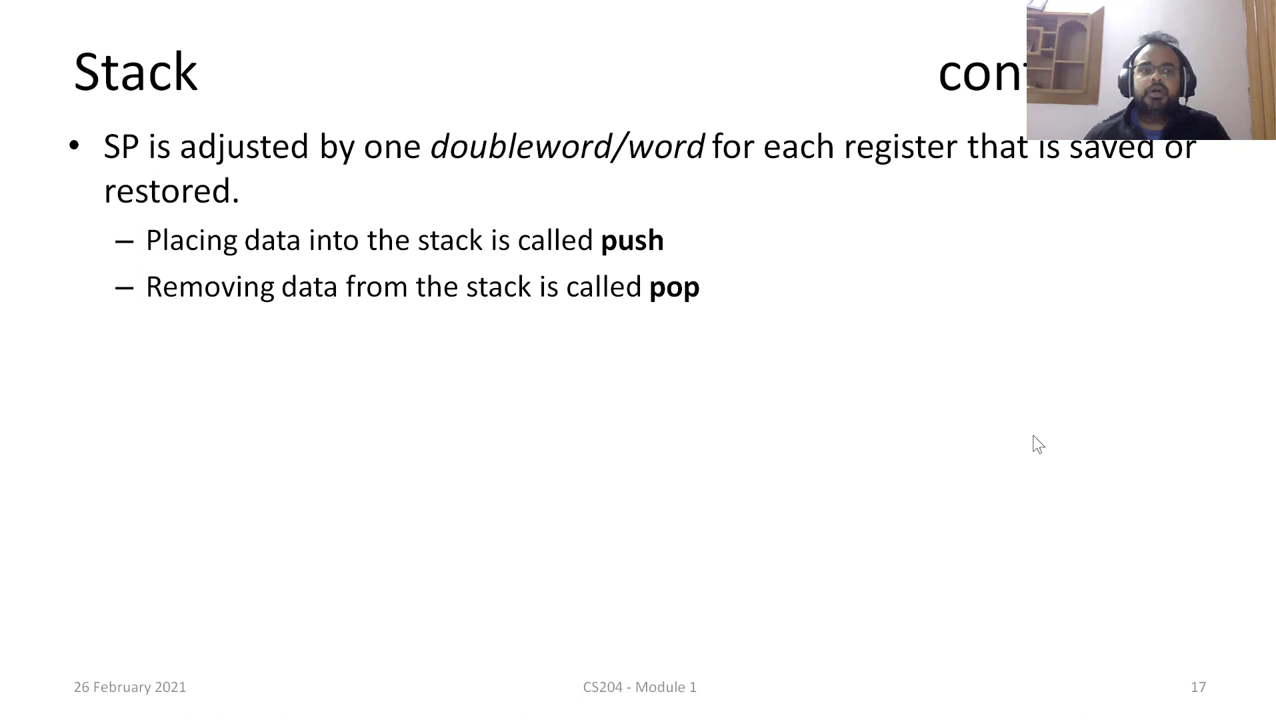 Stack
SP is adjusted by one doubleword/word for each register that is saved or
restored.
– Placing data into the stack is called push
– Removing data from the stack is called pop
26 February 2021 CS204 - Module 1 17